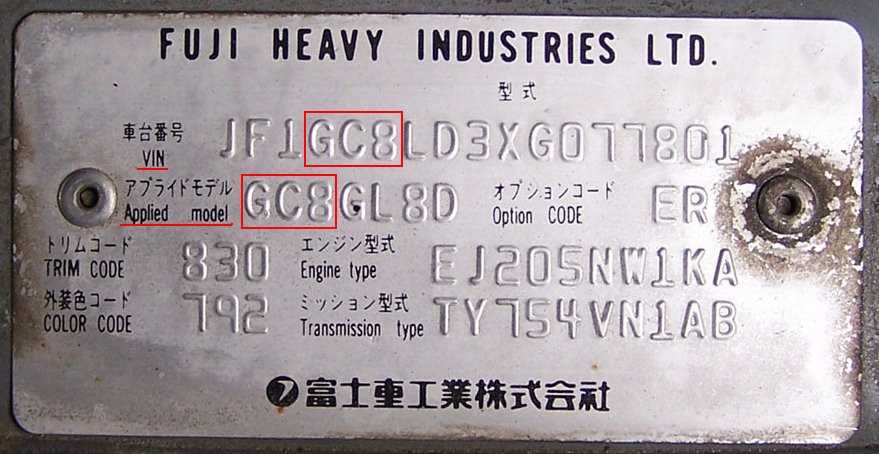 FUJI HEAVY INDUSTRIES LTD.
型式
車台番号 VIN JF1GC8LD3XG077801
アプライドモデル Applied model GC8GL8D オプションコード Option CODE ER
トリムコード TRIM CODE 830 エンジン型式 Engine type EJ205NW1KA
外装色コード COLOR CODE 792 ミッション型式 Transmission type TY754VN1AB
富士重工業株式会社